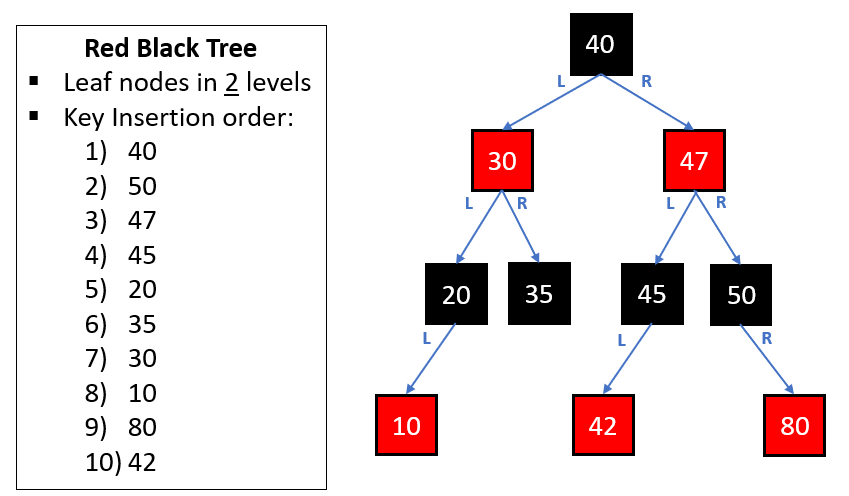 Red Black Tree
▪ Leaf nodes in 2 levels
▪ Key Insertion order:
1) 40
2) 50
3) 47
4) 45
5) 20
6) 35
7) 30
8) 10
9) 80
10) 42
40
L R
30 47
L R L R
20 35 45 50
L L R
10 42 80